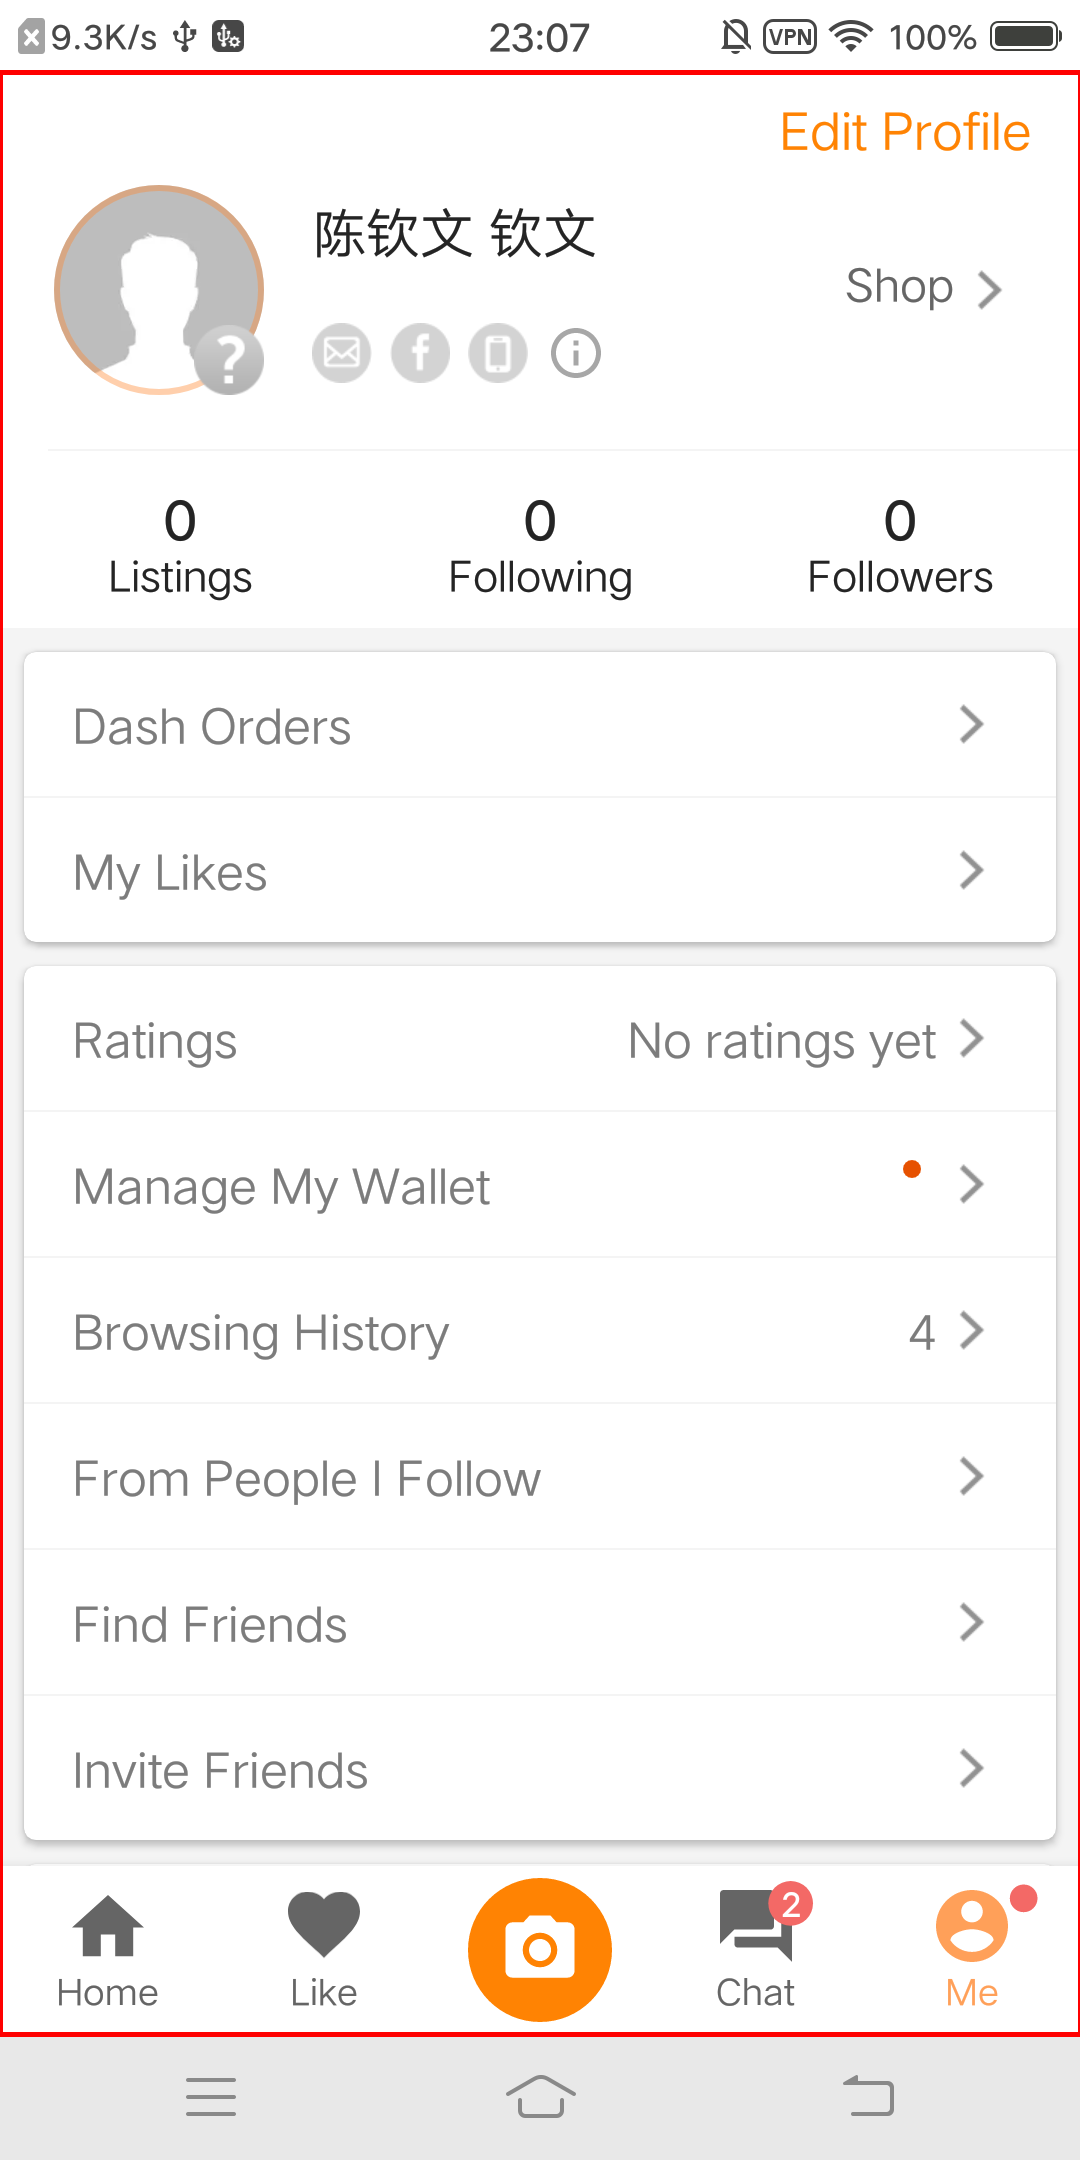 9.3K/s 23:07 VPN 100%
Edit Profile
陈钦文 钦文
Shop
0 0 0
Listings Following Followers
Dash Orders
My Likes
Ratings No ratings yet
Manage My Wallet
Browsing History 4
From People I Follow
Find Friends
Invite Friends
2
Home Like Chat Me